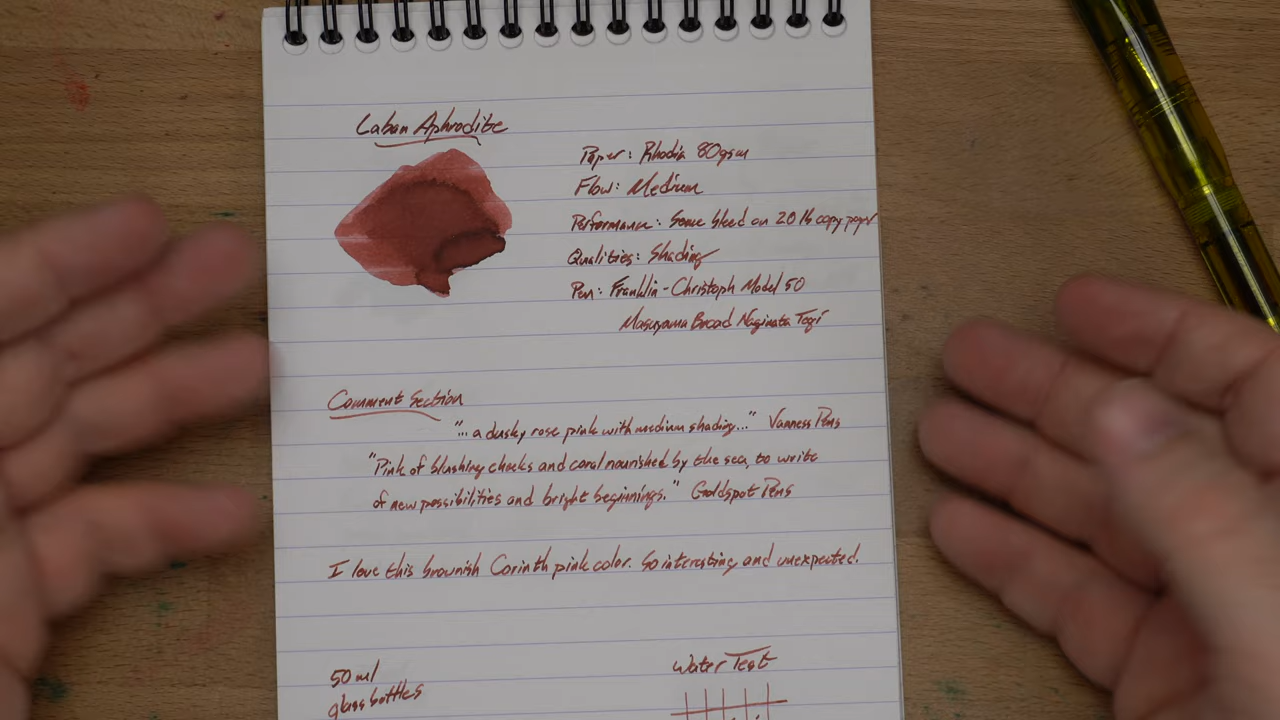 Laban Aphrodite
Paper: Rhodia 80gsm
Flow: Medium
Performance: Some bleed on 20 lb copy paper
Qualities: Shading
Pen: Franklin-Christoph Model 50
Masuyama Broad Naginata Togi
Comment Section
"... a dusky rose pink with medium shading..." Vanness Pens
"Pink of blushing cheeks and coral nourished by the sea, to write
of new possibilities and bright beginnings." Goldspot Pens
I love this brownish Corinth pink color. So interesting and unexpected.
50 ml
glass bottles
Water Test